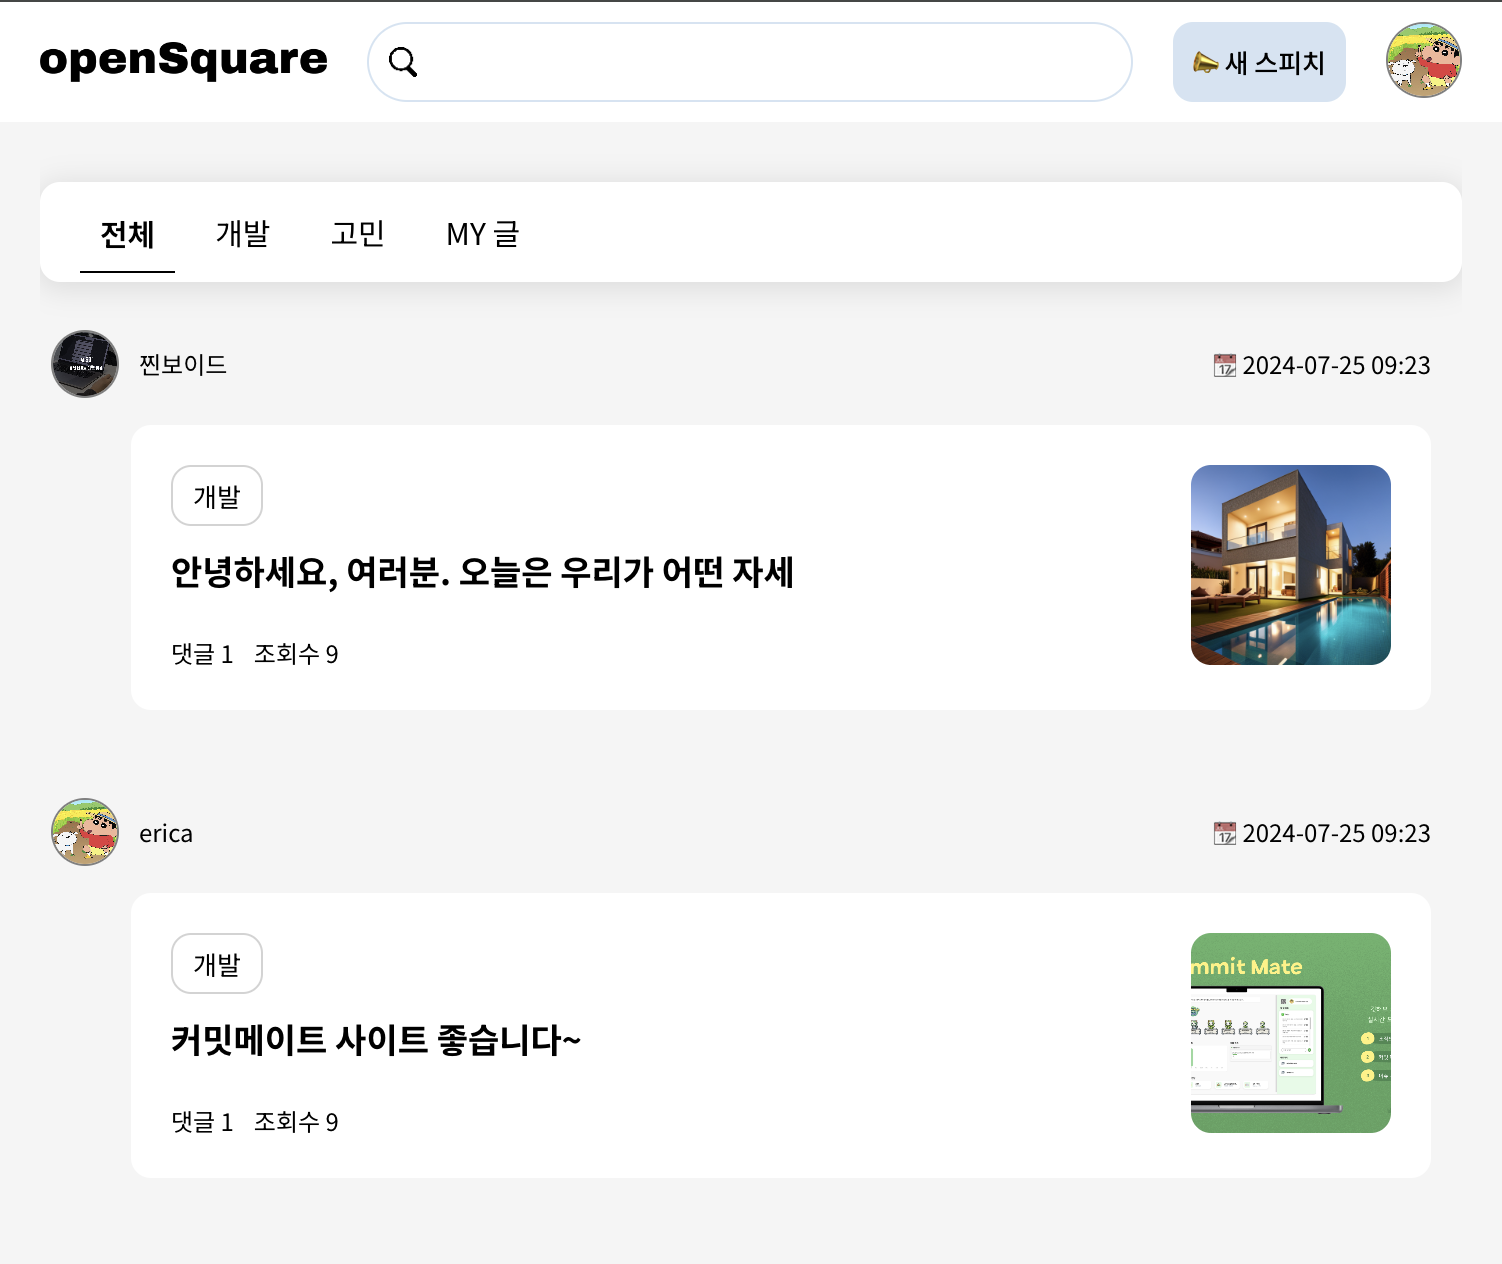 openSquare
새 스피치
전체 개발 고민 MY 글
찐보이드
2024-07-25 09:23
개발
안녕하세요, 여러분. 오늘은 우리가 어떤 자세
댓글 1 조회수 9
erica
2024-07-25 09:23
개발
커밋메이트 사이트 좋습니다~
mmit Mate
댓글 1 조회수 9